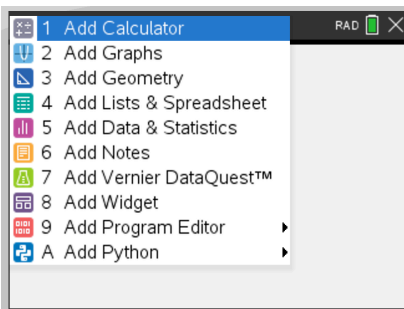 1 Add Calculator RAD
2 Add Graphs
3 Add Geometry
4 Add Lists & Spreadsheet
5 Add Data & Statistics
6 Add Notes
7 Add Vernier DataQuest™
8 Add Widget
9 Add Program Editor
A Add Python